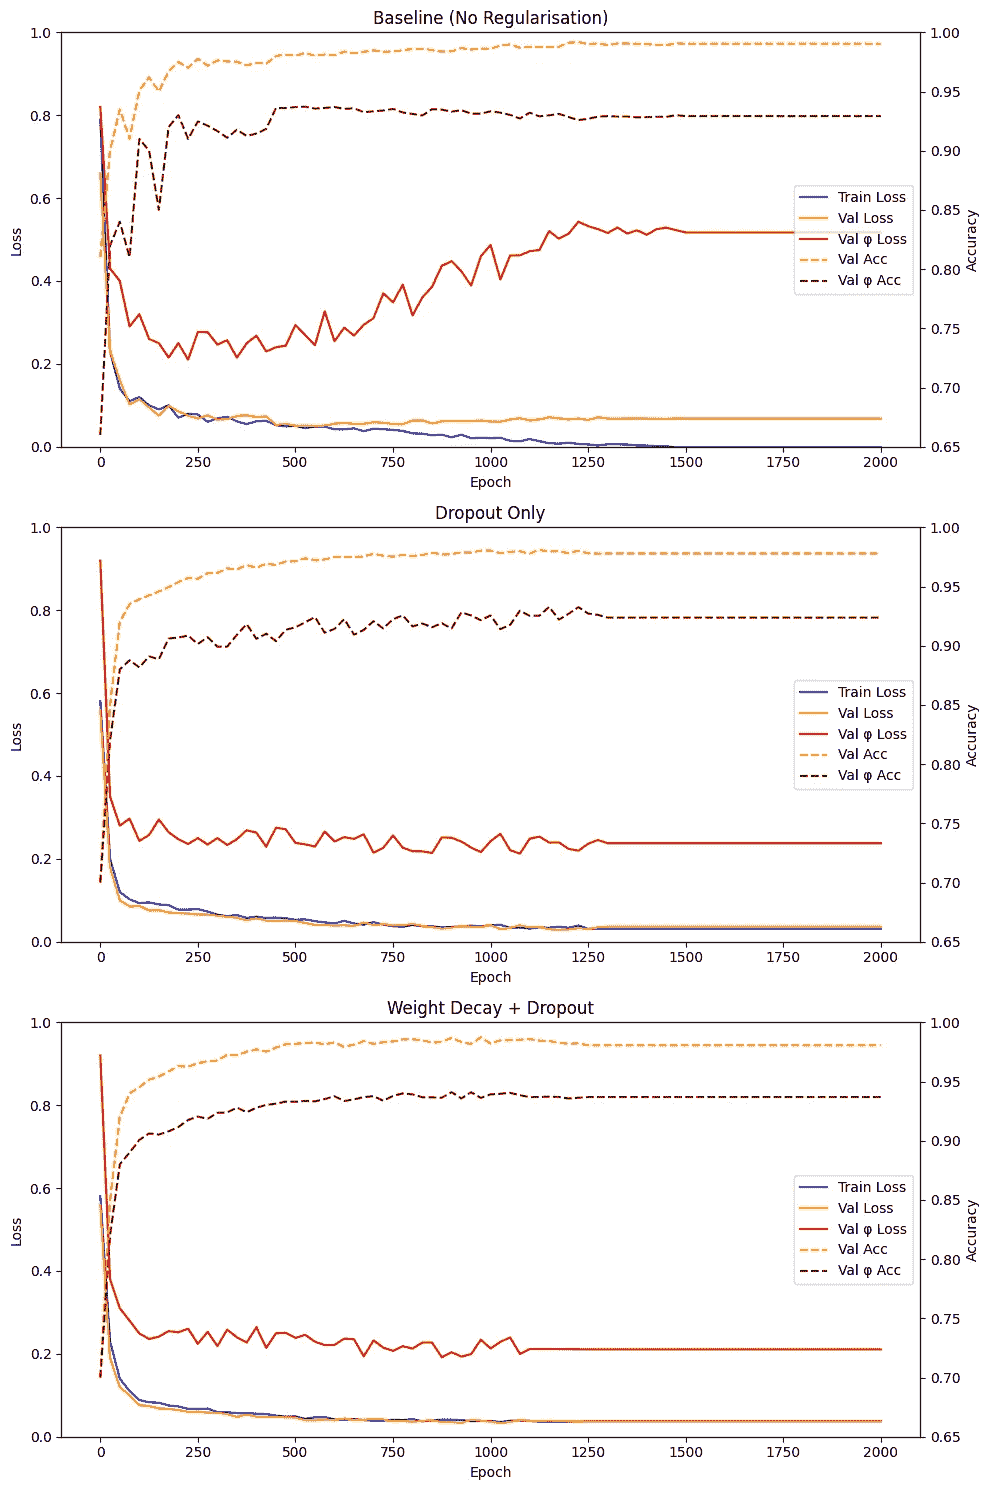 Baseline (No Regularisation)
1.0
0.8
0.6
0.4
0.2
0.0
Loss
1.00
0.95
0.90
0.85
0.80
0.75
0.70
0.65
Accuracy
Train Loss
Val Loss
Val φ Loss
Val Acc
Val φ Acc
0 250 500 750 1000 1250 1500 1750 2000
Epoch
Dropout Only
1.0
0.8
0.6
0.4
0.2
0.0
Loss
1.00
0.95
0.90
0.85
0.80
0.75
0.70
0.65
Accuracy
Train Loss
Val Loss
Val φ Loss
Val Acc
Val φ Acc
0 250 500 750 1000 1250 1500 1750 2000
Epoch
Weight Decay + Dropout
1.0
0.8
0.6
0.4
0.2
0.0
Loss
1.00
0.95
0.90
0.85
0.80
0.75
0.70
0.65
Accuracy
Train Loss
Val Loss
Val φ Loss
Val Acc
Val φ Acc
0 250 500 750 1000 1250 1500 1750 2000
Epoch